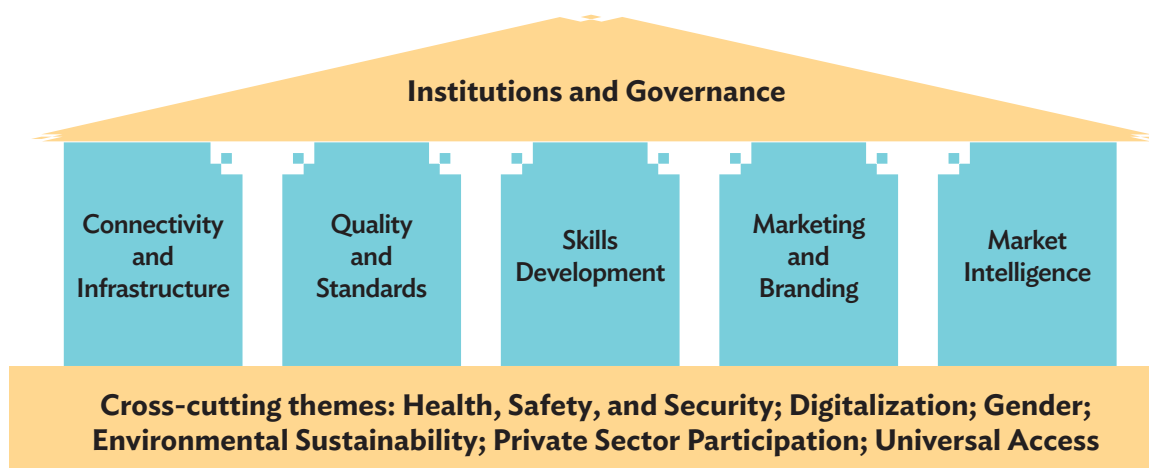 Institutions and Governance
Connectivity
and
Infrastructure
Quality
and
Standards
Skills
Development
Marketing
and
Branding
Market
Intelligence
Cross-cutting themes: Health, Safety, and Security; Digitalization; Gender;
Environmental Sustainability; Private Sector Participation; Universal Access